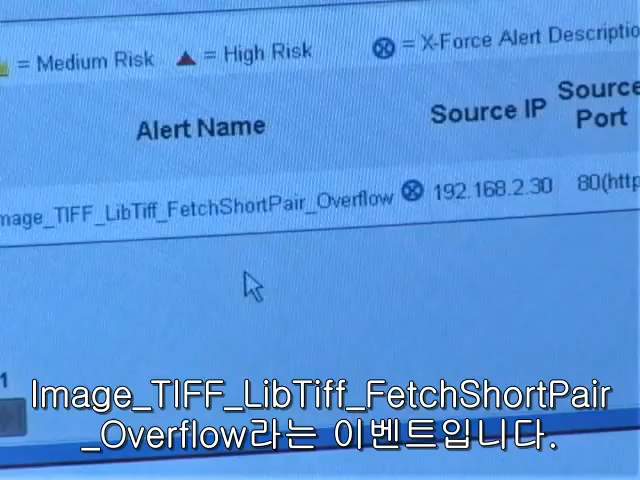 = Medium Risk = High Risk = X-Force Alert Descriptio
Alert Name Source IP Source Port
mage_TIFF_LibTiff_FetchShortPair_Overflow 192.168.2.30 80(http
1
Image_TIFF_LibTiff_FetchShortPair
_Overflow라는 이벤트입니다.